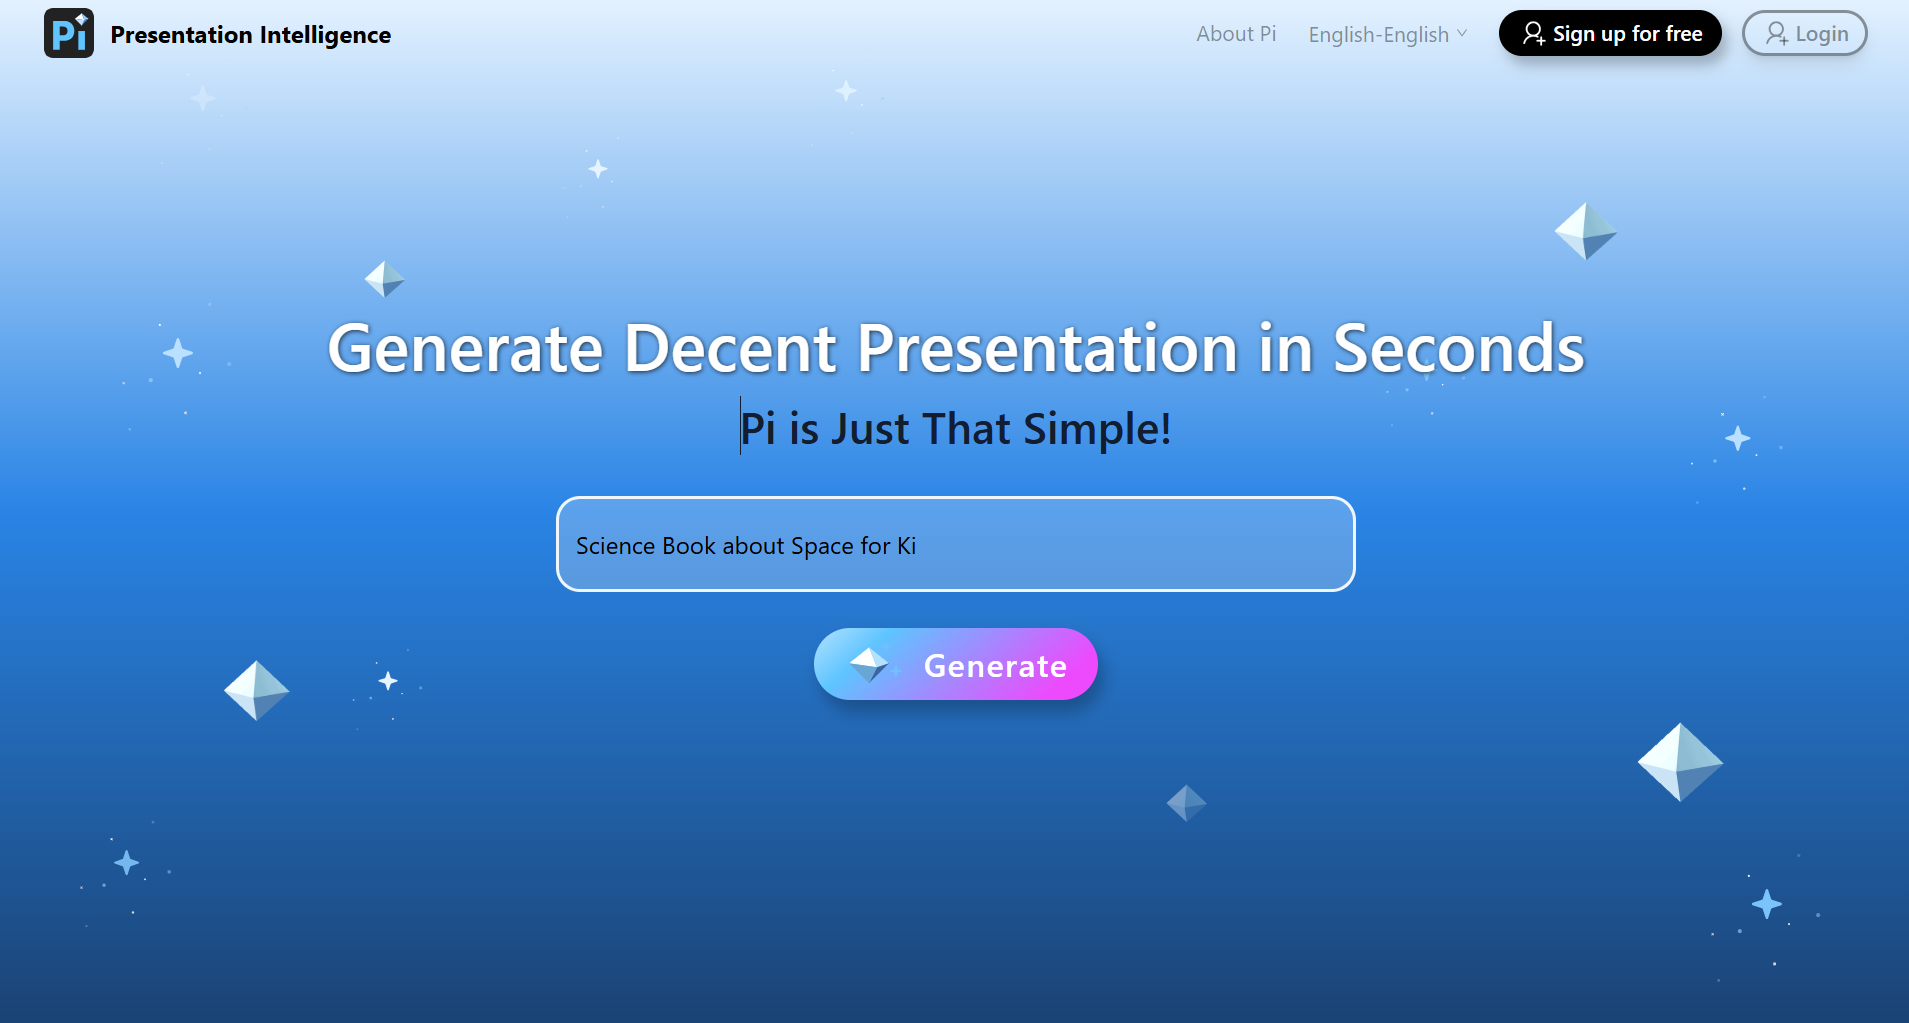 Pi Presentation Intelligence
About Pi
English-English
Sign up for free
Login
Generate Decent Presentation in Seconds
Pi is Just That Simple!
Science Book about Space for Ki
Generate